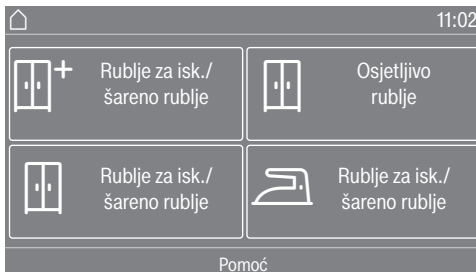 11:02
Rublje za isk./
šareno rublje
Osjetljivo
rublje
Rublje za isk./
šareno rublje
Rublje za isk./
šareno rublje
Pomoć